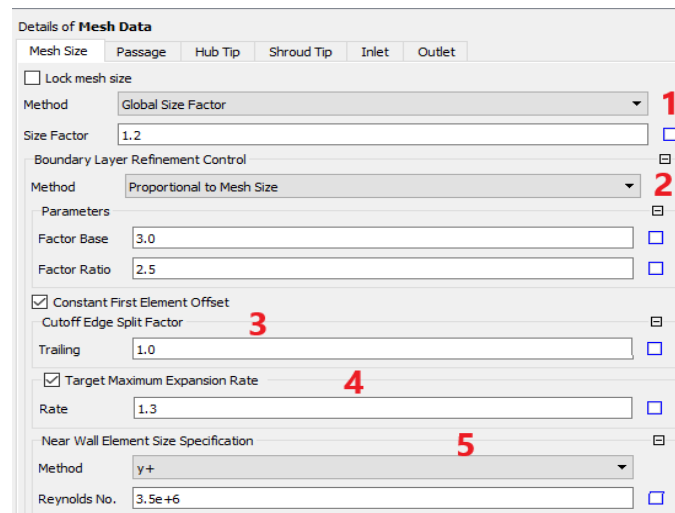 Details of Mesh Data
Mesh Size Passage Hub Tip Shroud Tip Inlet Outlet
Lock mesh size
Method Global Size Factor 1
Size Factor 1.2
Boundary Layer Refinement Control
Method Proportional to Mesh Size 2
Parameters
Factor Base 3.0
Factor Ratio 2.5
Constant First Element Offset
Cutoff Edge Split Factor 3
Trailing 1.0
Target Maximum Expansion Rate 4
Rate 1.3
Near Wall Element Size Specification 5
Method y+
Reynolds No. 3.5e+6